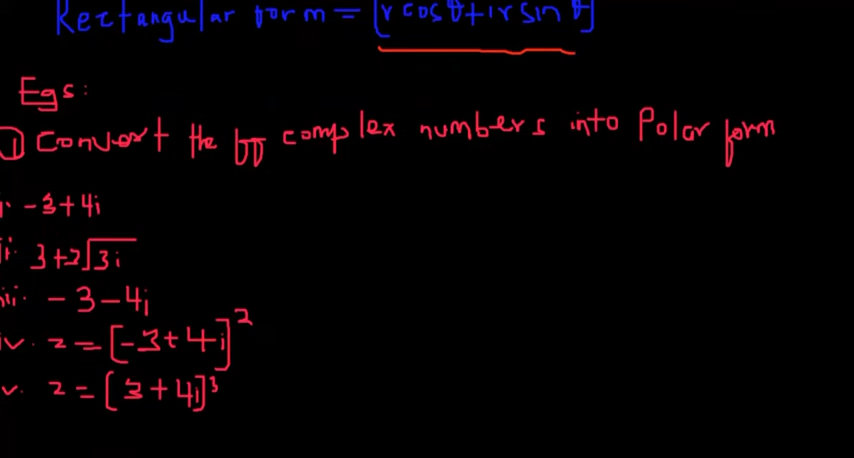 Rectangular form = [r cos θ + i r sin θ]
Egs:
① Convert the ff complex numbers into Polar form
i. -3+4i
ii. 3+2√3i
iii. -3-4i
iv. z = [-3+4i]²
v. z = [3+4i]³